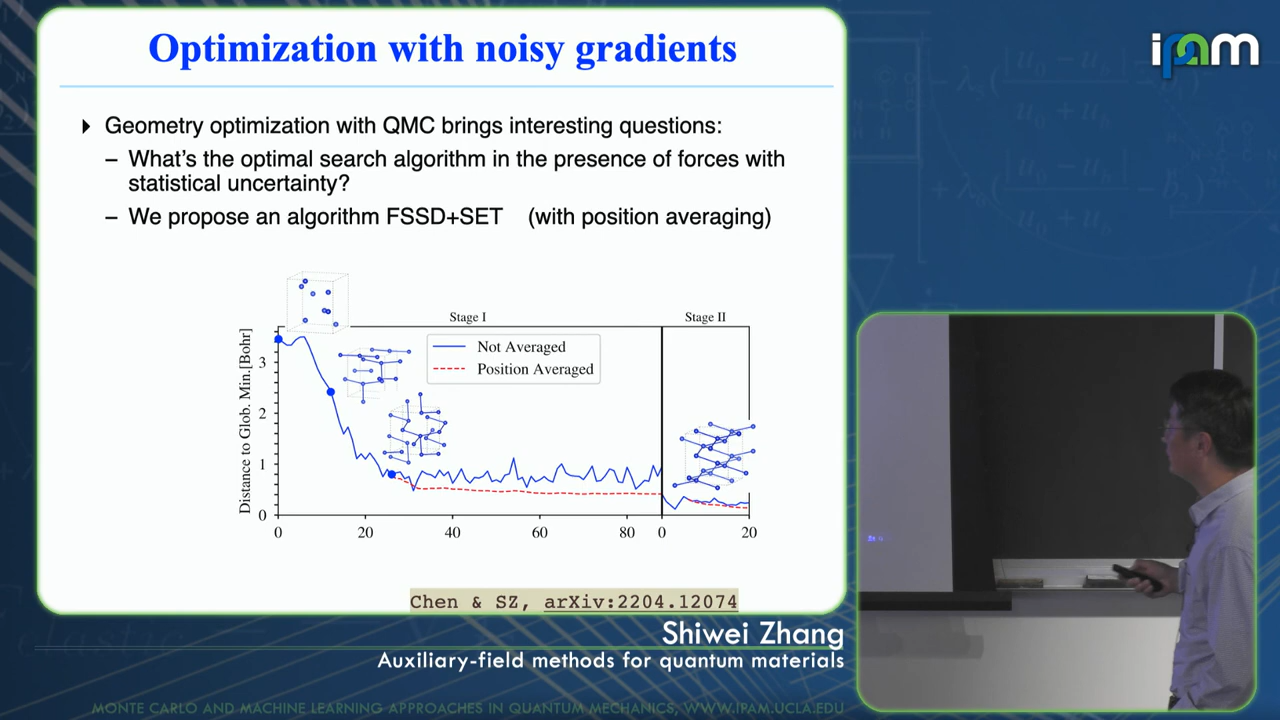 Optimization with noisy gradients
ipam
Geometry optimization with QMC brings interesting questions:
– What's the optimal search algorithm in the presence of forces with
statistical uncertainty?
– We propose an algorithm FSSD+SET (with position averaging)
Stage I
Stage II
Not Averaged
Position Averaged
Distance to Glob. Min.[Bohr]
3
2
1
0
0 20 40 60 80 0 20
Chen & SZ, arXiv:2204.12074
Shiwei Zhang
Auxiliary-field methods for quantum materials
MONTE CARLO AND MACHINE LEARNING APPROACHES IN QUANTUM MECHANICS, WWW.IPAM.UCLA.EDU